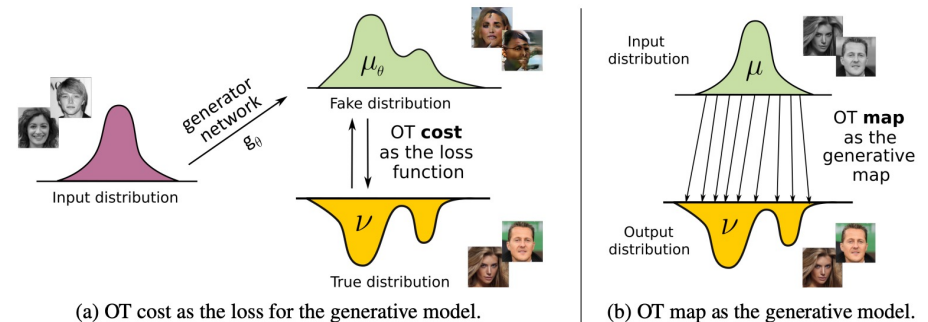 μθ
Fake distribution
generator
network
gθ
Input distribution
OT cost
as the loss
function
ν
True distribution
(a) OT cost as the loss for the generative model.
Input
distribution
μ
OT map
as the
generative
map
Output
distribution
ν
(b) OT map as the generative model.